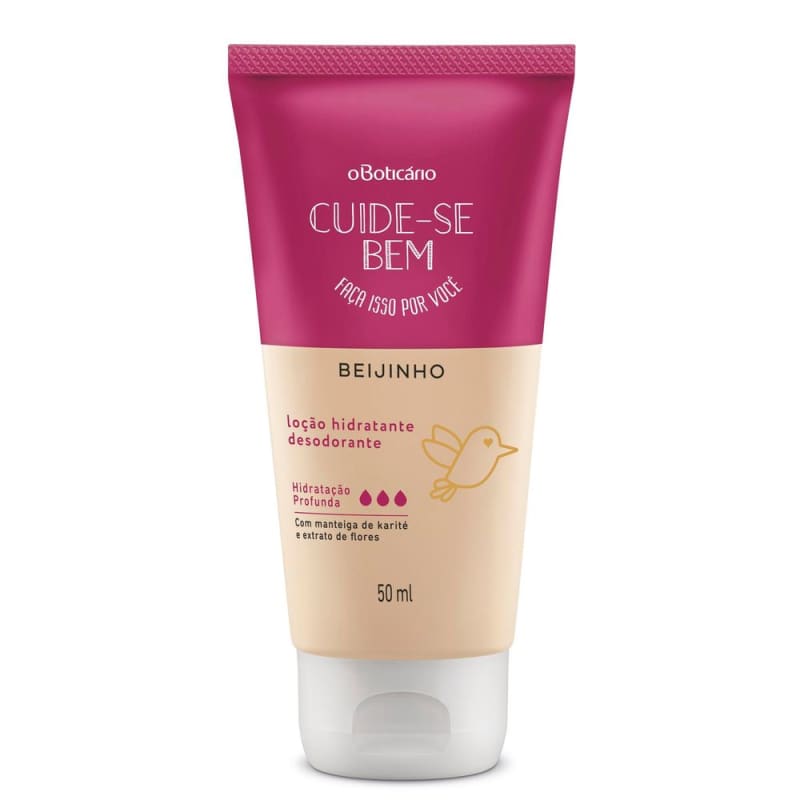 oBoticário
CUIDE-SE
BEM
FAÇA ISSO POR VOCÊ
BEIJINHO
loção hidratante
desodorante
Hidratação
Profunda
Com manteiga de karité
e extrato de flores
50 ml